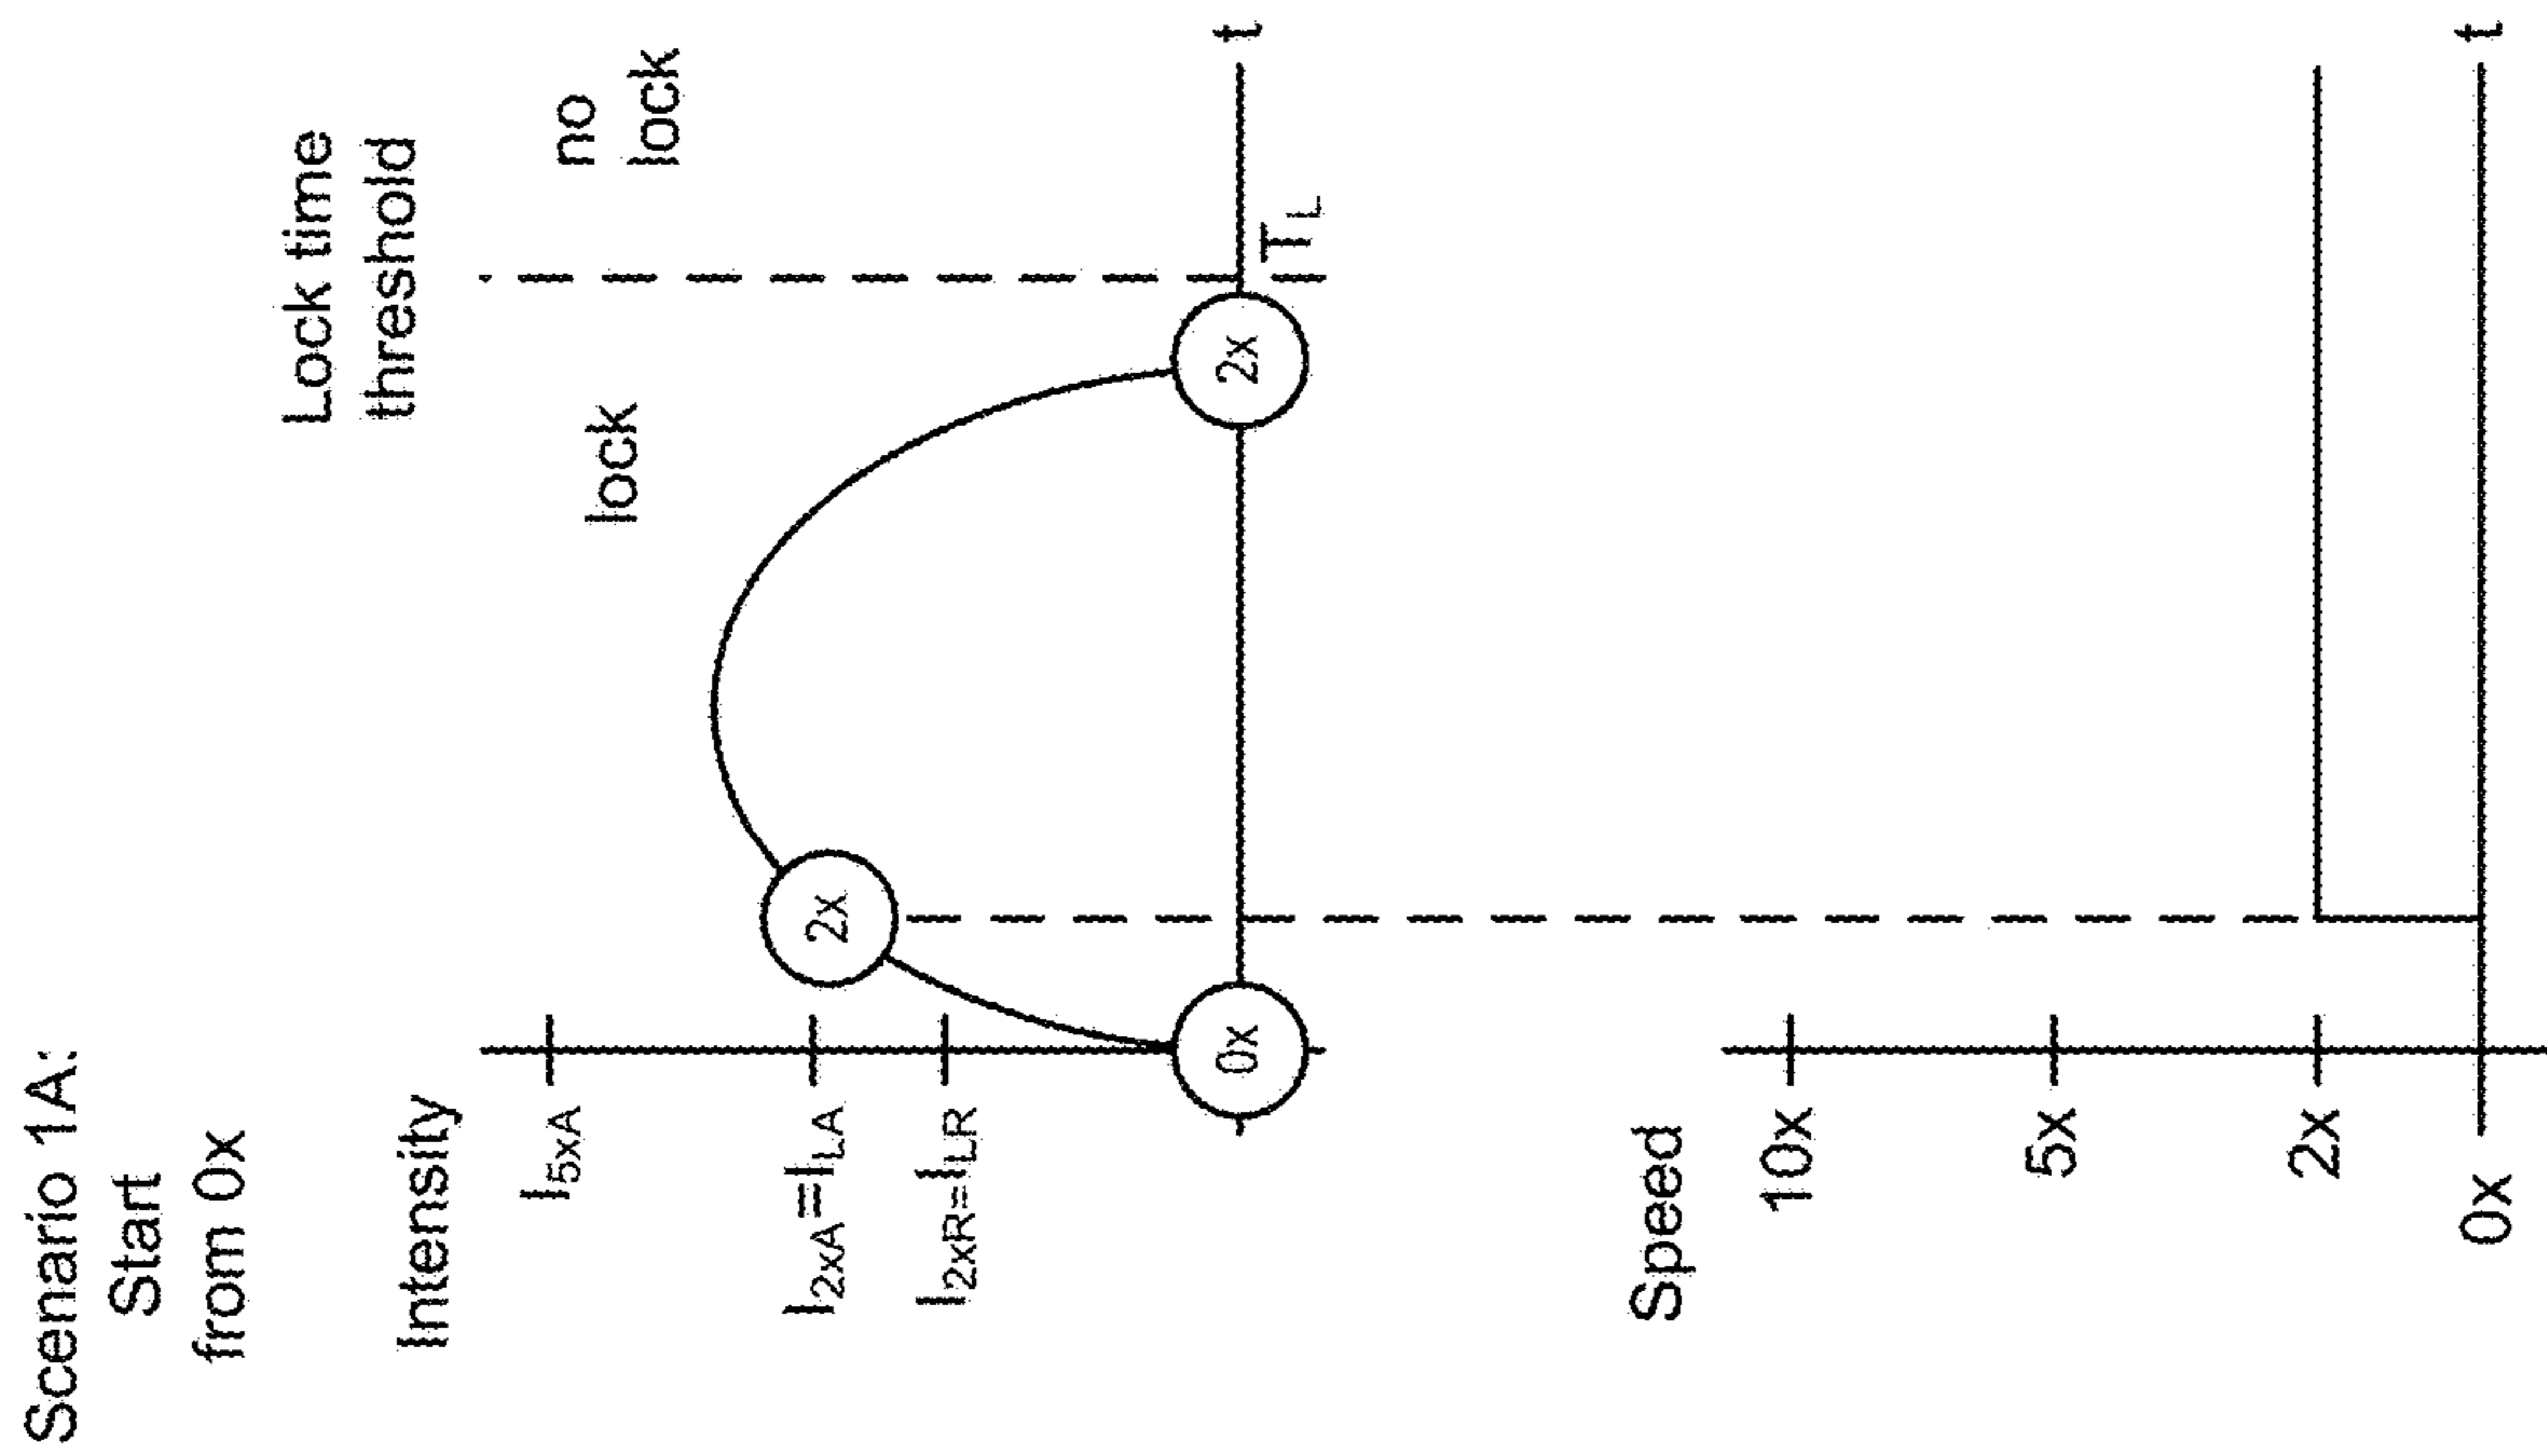 Scenario 1A:
Start
from 0x
Lock time
threshold
Intensity
I5xA
lock
no
lock
I2xA=ILA
2x
I2xR=ILR
0x
2x
t
TL
Speed
10x
5x
2x
0x
t